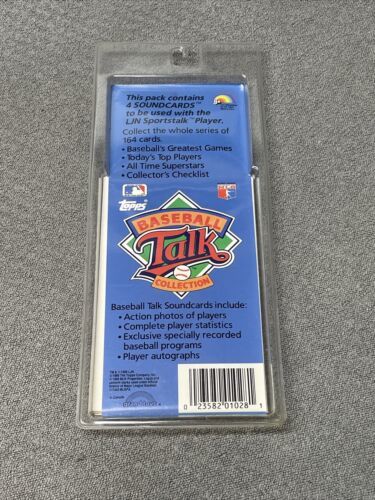 This pack contains
4 SOUNDCARDS™
to be used with the
LJN Sportstalk™ Player.
Collect the whole series of
164 cards.
• Baseball's Greatest Games
• Today's Top Players
• All Time Superstars
• Collector's Checklist
Topps
BASEBALL
Talk
COLLECTION
Baseball Talk Soundcards include:
• Action photos of players
• Complete player statistics
• Exclusive specially recorded
baseball programs
• Player autographs
0 23582 01028 1